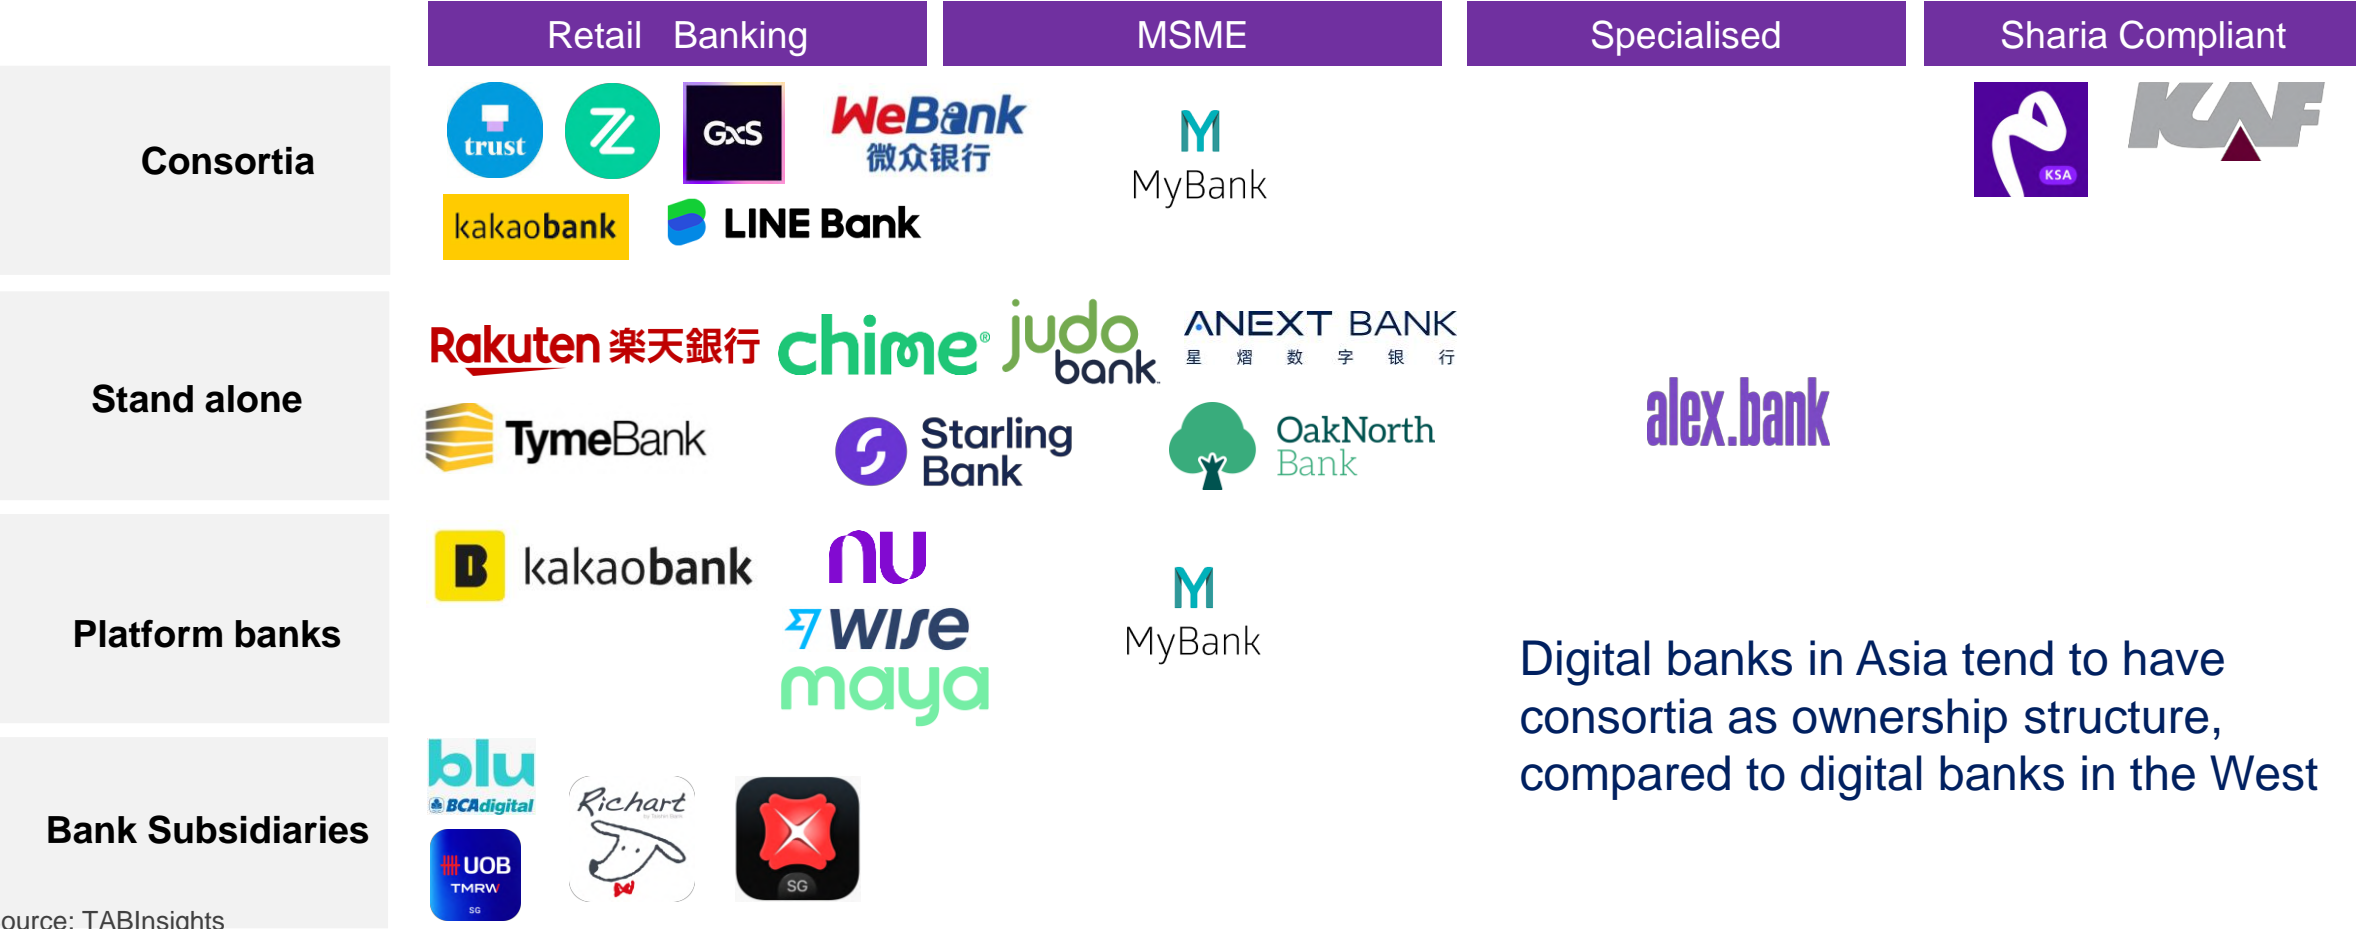 Retail Banking
MSME
Specialised
Sharia Compliant
Consortia
trust
GXS
WeBank
微众银行
MyBank
KSA
KAF
kakaobank
LINE Bank
Stand alone
Rakuten 楽天銀行
chime®
judo
bank
ANEXT BANK
星熠数字银行
TymeBank
Starling
Bank
OakNorth
Bank
alex.bank
Platform banks
B kakaobank
nu
wise
maya
MyBank
Digital banks in Asia tend to have
consortia as ownership structure,
compared to digital banks in the West
Bank Subsidiaries
blu
BCAdigital
UOB
TMRW
SG
Richart
by Taishin Bank
SG
ource: TABInsights